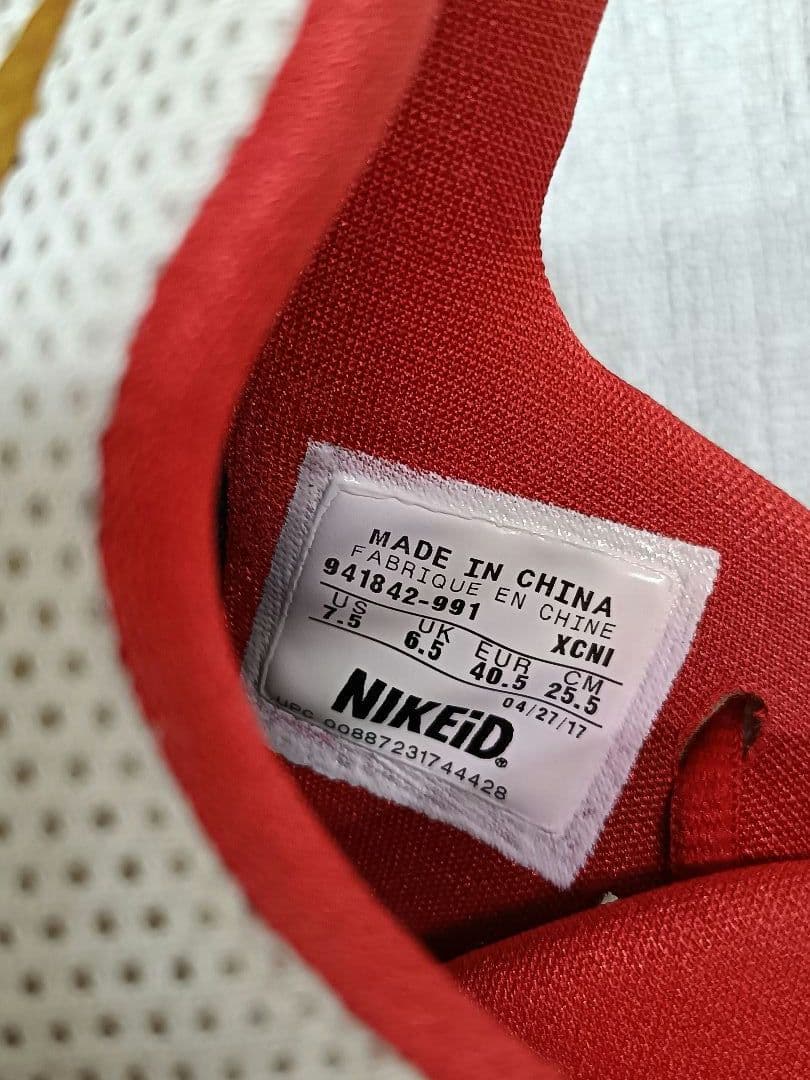 MADE IN CHINA
FABRIQUE EN CHINE
941842-991 XCNI
US UK EUR CM
7.5 6.5 40.5 25.5
04/27/17
NIKEiD®
UPC 00887231744428